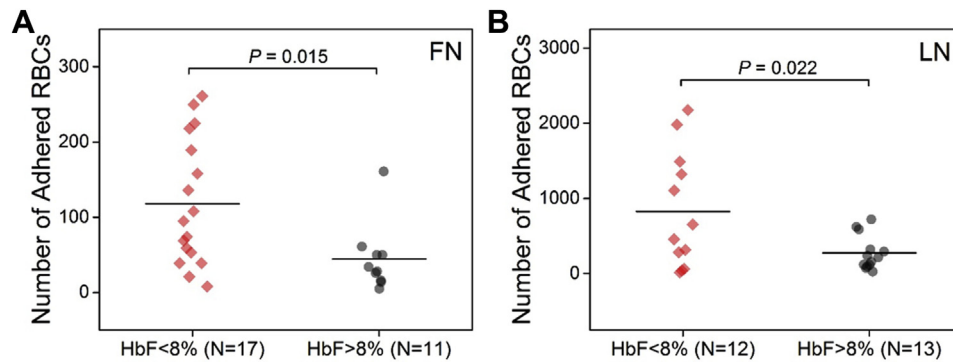 A
FN
P = 0.015
300
200
100
0
Number of Adhered RBCs
HbF<8% (N=17)
HbF>8% (N=11)
B
LN
P = 0.022
3000
2000
1000
0
Number of Adhered RBCs
HbF<8% (N=12)
HbF>8% (N=13)